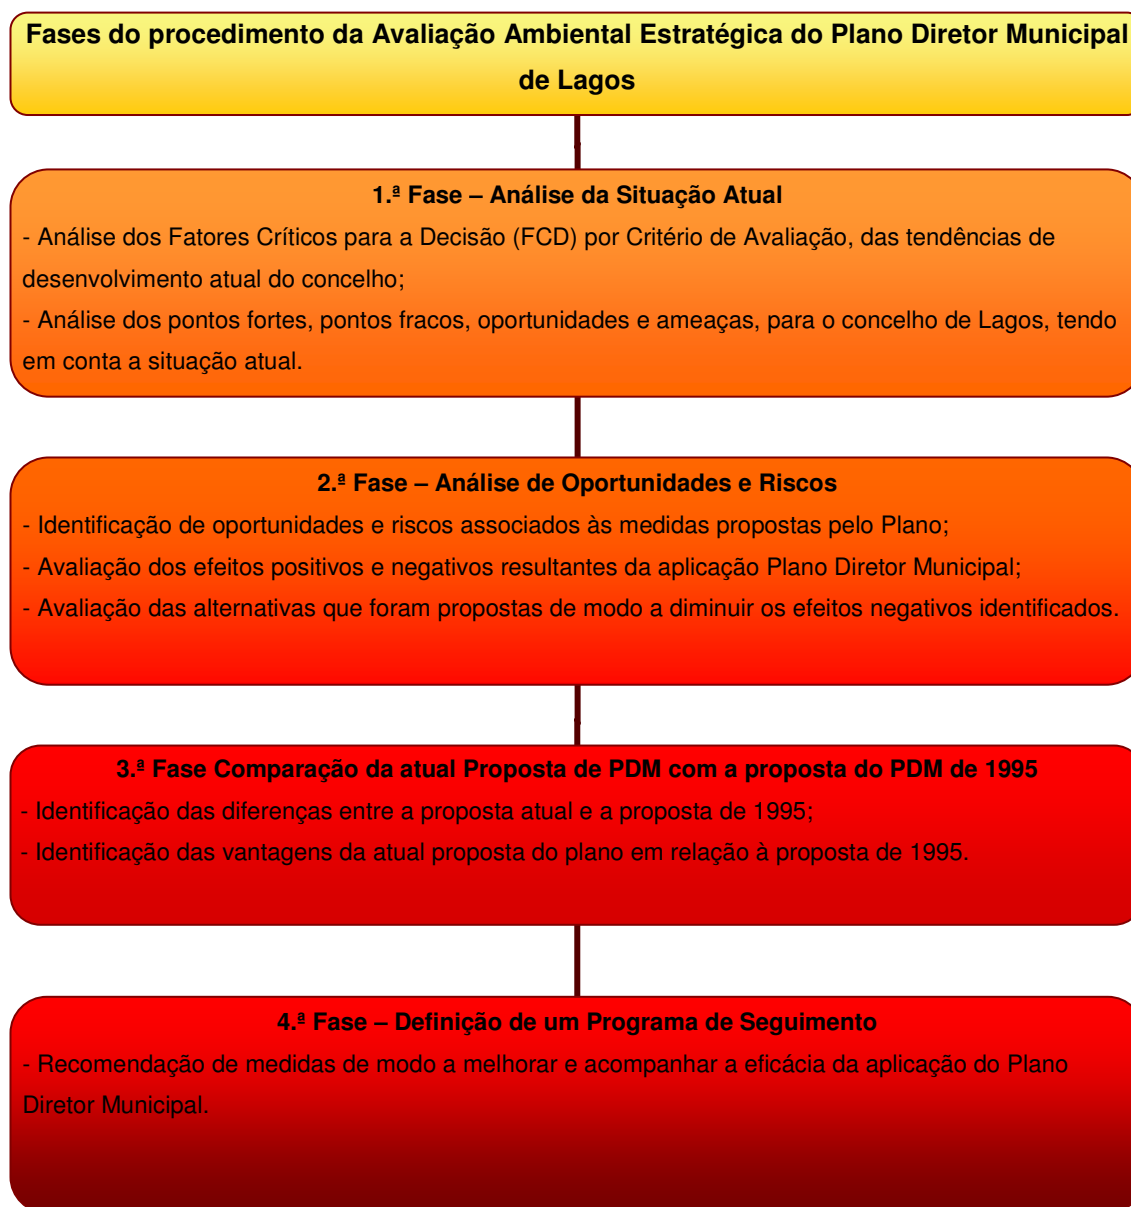 Fases do procedimento da Avaliação Ambiental Estratégica do Plano Diretor Municipal
de Lagos
1.ª Fase – Análise da Situação Atual
- Análise dos Fatores Críticos para a Decisão (FCD) por Critério de Avaliação, das tendências de
desenvolvimento atual do concelho;
- Análise dos pontos fortes, pontos fracos, oportunidades e ameaças, para o concelho de Lagos, tendo
em conta a situação atual.
2.ª Fase – Análise de Oportunidades e Riscos
- Identificação de oportunidades e riscos associados às medidas propostas pelo Plano;
- Avaliação dos efeitos positivos e negativos resultantes da aplicação Plano Diretor Municipal;
- Avaliação das alternativas que foram propostas de modo a diminuir os efeitos negativos identificados.
3.ª Fase Comparação da atual Proposta de PDM com a proposta do PDM de 1995
- Identificação das diferenças entre a proposta atual e a proposta de 1995;
- Identificação das vantagens da atual proposta do plano em relação à proposta de 1995.
4.ª Fase – Definição de um Programa de Seguimento
- Recomendação de medidas de modo a melhorar e acompanhar a eficácia da aplicação do Plano
Diretor Municipal.